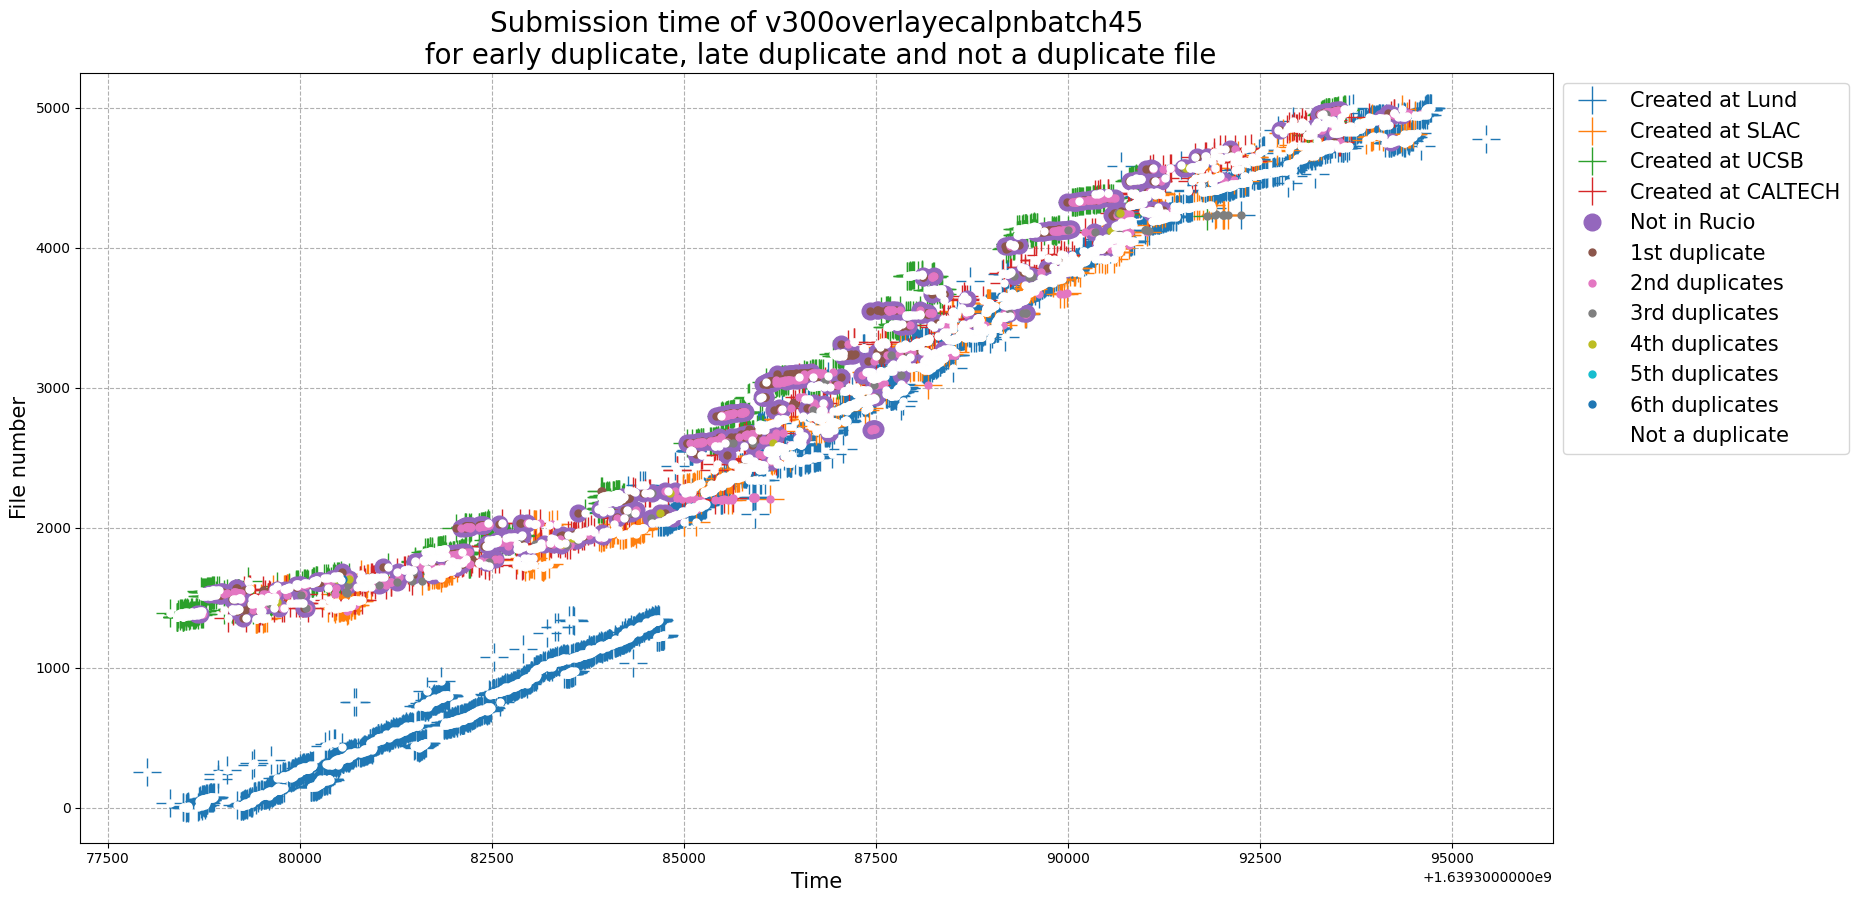 Submission time of v300overlayecalpnbatch45
for early duplicate, late duplicate and not a duplicate file
File number
5000
4000
3000
2000
1000
0
77500
80000
82500
85000
87500
90000
92500
95000
+1.6393000000e9
Time
Created at Lund
Created at SLAC
Created at UCSB
Created at CALTECH
Not in Rucio
1st duplicate
2nd duplicates
3rd duplicates
4th duplicates
5th duplicates
6th duplicates
Not a duplicate